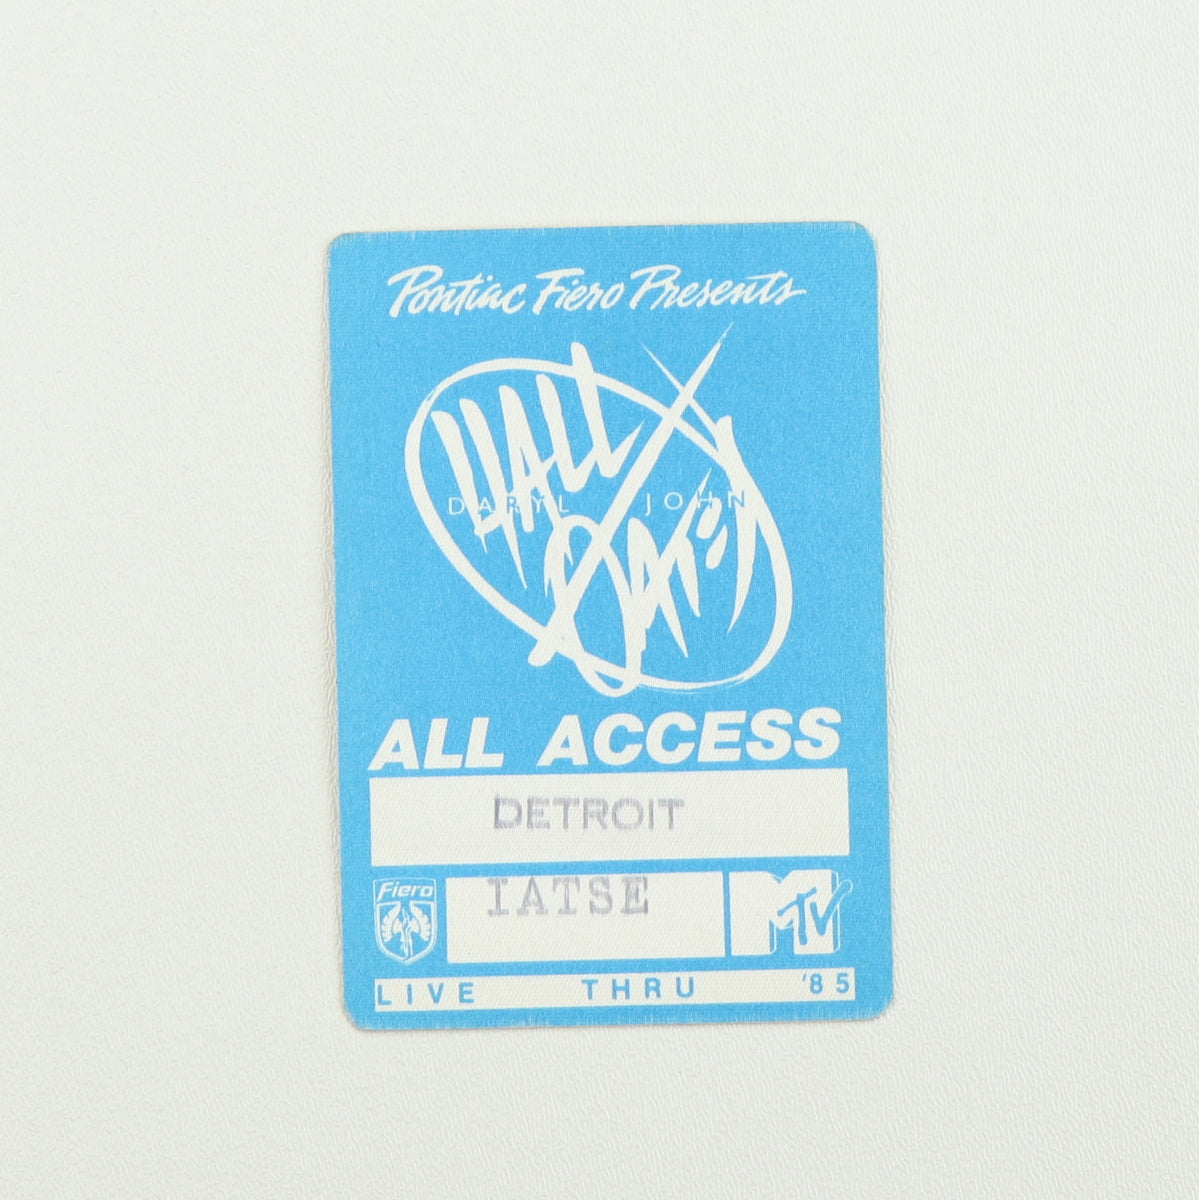 Pontiac Fiero Presents
HALL
DARYL JOHN
OATES
ALL ACCESS
DETROIT
Fiero
IATSE
MTV
LIVE THRU '85